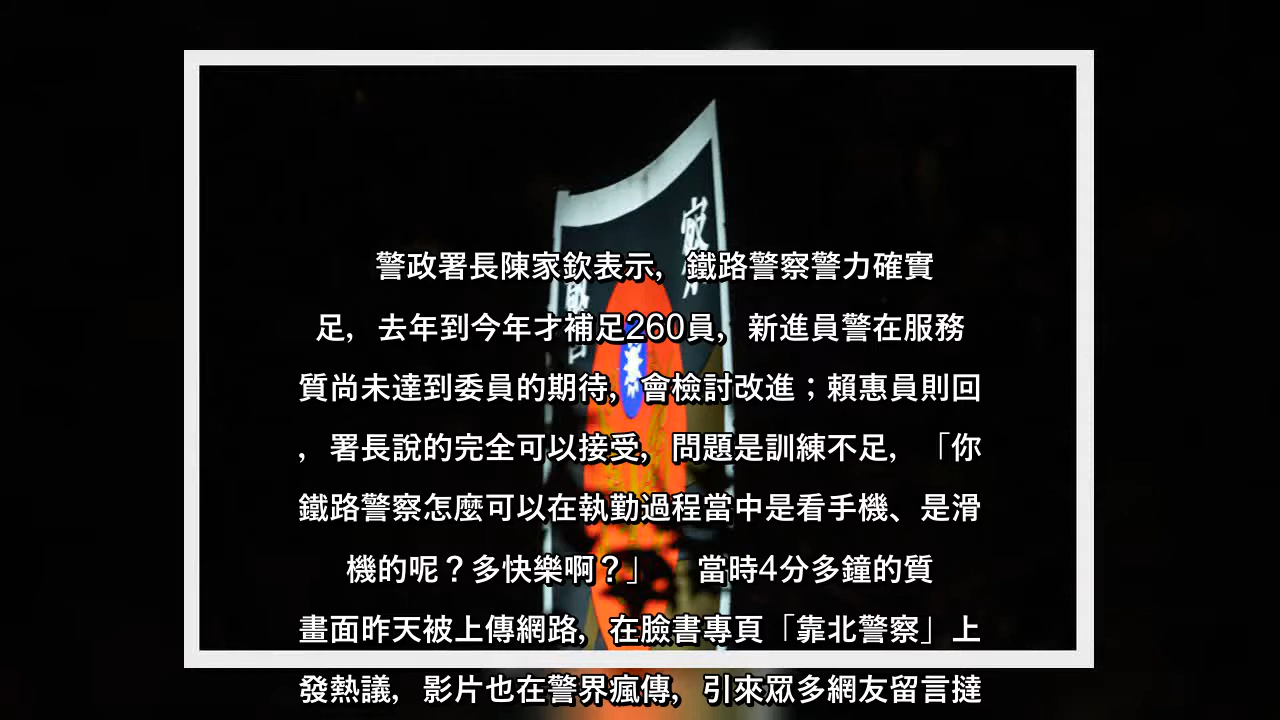 警政署長陳家欽表示,鐵路警察警力確實
足,去年到今年才補足260員,新進員警在服務
質尚未達到委員的期待,會檢討改進;賴惠員則回
,署長說的完全可以接受,問題是訓練不足,「你
鐵路警察怎麼可以在執勤過程當中是看手機、是滑
機的呢?多快樂啊?」 當時4分多鐘的質
畫面昨天被上傳網路,在臉書專頁「靠北警察」上
發熱議,影片也在警界瘋傳,引來眾多網友留言撻